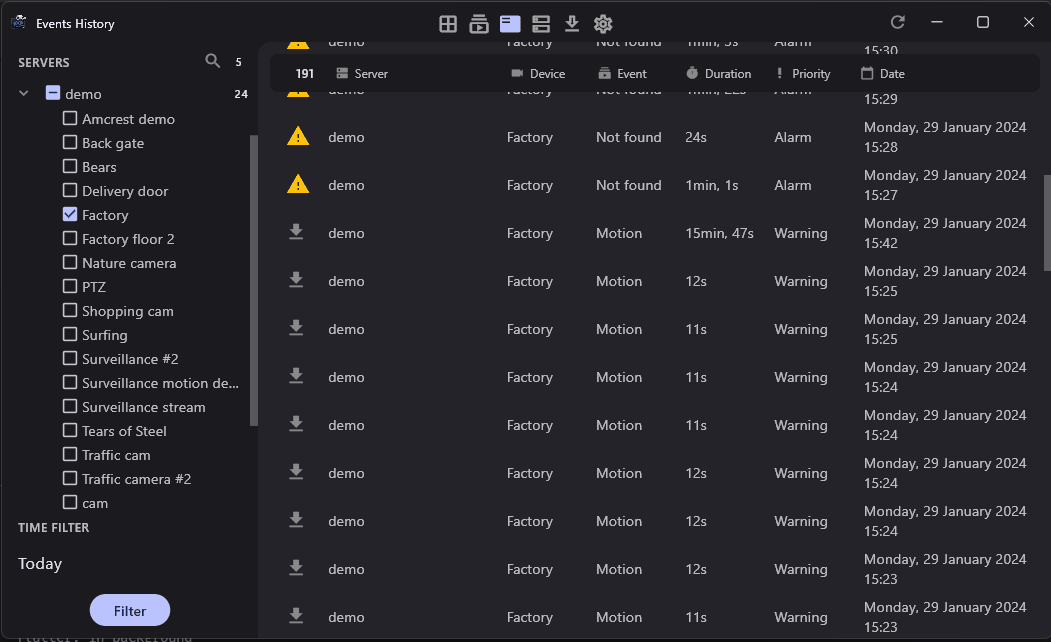 Events History
SERVERS 5
demo 24
Amcrest demo
Back gate
Bears
Delivery door
Factory
Factory floor 2
Nature camera
PTZ
Shopping cam
Surfing
Surveillance #2
Surveillance motion de...
Surveillance stream
Tears of Steel
Traffic cam
Traffic camera #2
cam
TIME FILTER
Today
Filter
demo Factory Not found 1min, 3s Alarm
15:30
191 Server Device Event Duration Priority Date
demo Factory Not found 1min, 22s Alarm
15:29
demo Factory Not found 24s Alarm Monday, 29 January 2024
15:28
demo Factory Not found 1min, 1s Alarm Monday, 29 January 2024
15:27
demo Factory Motion 15min, 47s Warning Monday, 29 January 2024
15:42
demo Factory Motion 12s Warning Monday, 29 January 2024
15:25
demo Factory Motion 11s Warning Monday, 29 January 2024
15:25
demo Factory Motion 11s Warning Monday, 29 January 2024
15:24
demo Factory Motion 11s Warning Monday, 29 January 2024
15:24
demo Factory Motion 12s Warning Monday, 29 January 2024
15:24
demo Factory Motion 12s Warning Monday, 29 January 2024
15:24
demo Factory Motion 12s Warning Monday, 29 January 2024
15:23
demo Factory Motion 11s Warning Monday, 29 January 2024
15:23